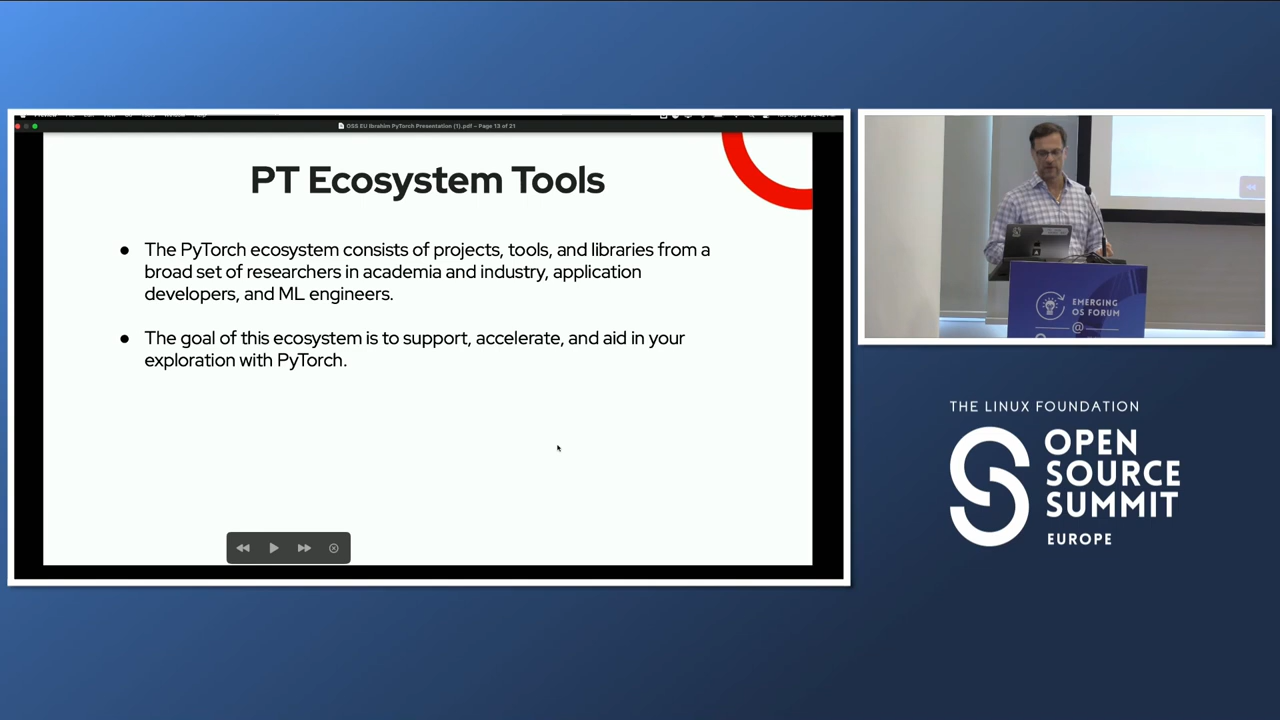 OSS EU Ibrahim PyTorch Presentation (1).pdf – Page 13 of 21
PT Ecosystem Tools
● The PyTorch ecosystem consists of projects, tools, and libraries from a
broad set of researchers in academia and industry, application
developers, and ML engineers.
● The goal of this ecosystem is to support, accelerate, and aid in your
exploration with PyTorch.
EMERGING
OS FORUM
@
THE LINUX FOUNDATION
OPEN
SOURCE
SUMMIT
EUROPE